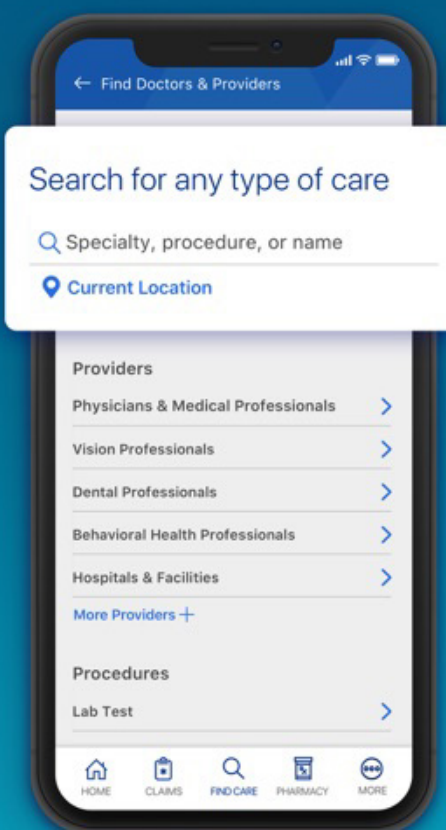 Find Doctors & Providers
Search for any type of care
Specialty, procedure, or name
Current Location
Providers
Physicians & Medical Professionals
Vision Professionals
Dental Professionals
Behavioral Health Professionals
Hospitals & Facilities
More Providers +
Procedures
Lab Test
HOME CLAIMS FIND CARE PHARMACY MORE